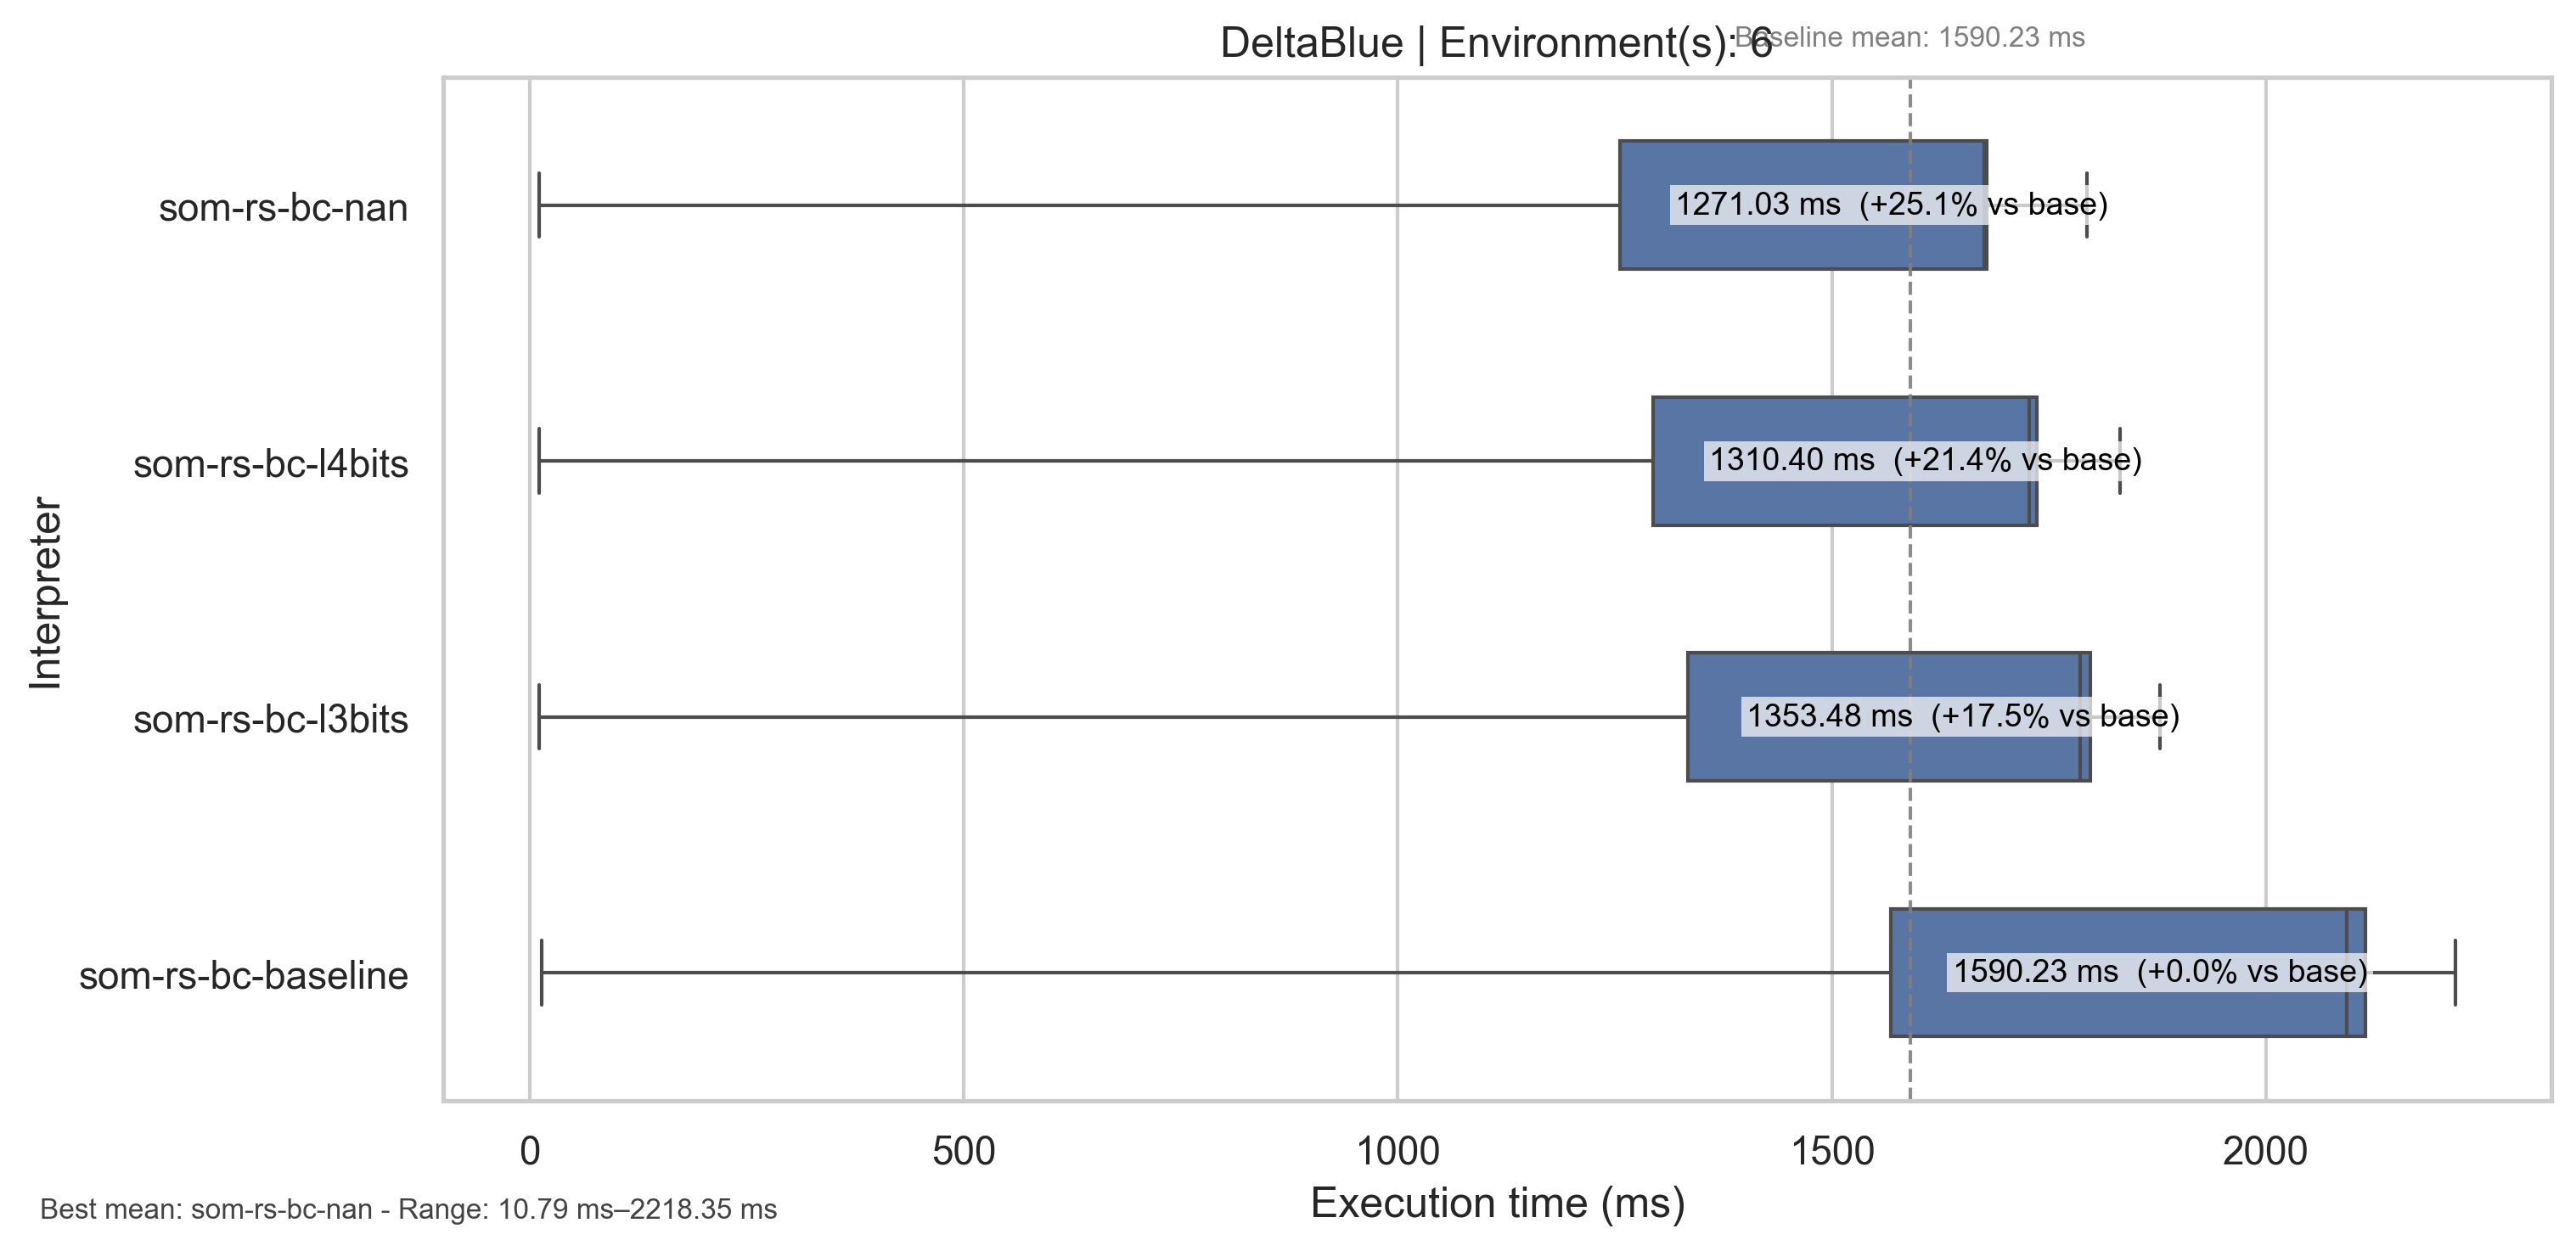 DeltaBlue | Environment(s): 6
Baseline mean: 1590.23 ms
Interpreter
som-rs-bc-nan
1271.03 ms (+25.1% vs base)
som-rs-bc-l4bits
1310.40 ms (+21.4% vs base)
som-rs-bc-l3bits
1353.48 ms (+17.5% vs base)
som-rs-bc-baseline
1590.23 ms (+0.0% vs base)
0 500 1000 1500 2000
Execution time (ms)
Best mean: som-rs-bc-nan - Range: 10.79 ms–2218.35 ms